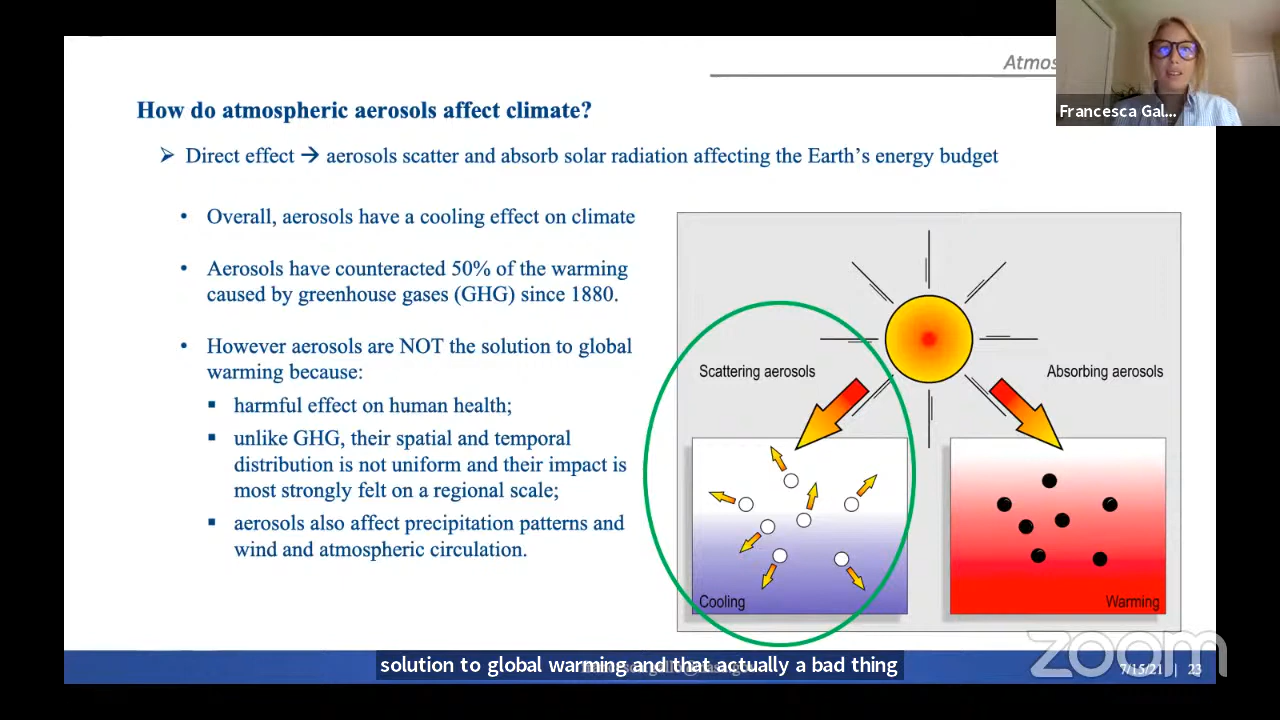 Atmos
Francesca Gal...
How do atmospheric aerosols affect climate?
➢ Direct effect → aerosols scatter and absorb solar radiation affecting the Earth’s energy budget
• Overall, aerosols have a cooling effect on climate
• Aerosols have counteracted 50% of the warming
caused by greenhouse gases (GHG) since 1880.
• However aerosols are NOT the solution to global
warming because:
▪ harmful effect on human health;
▪ unlike GHG, their spatial and temporal
distribution is not uniform and their impact is
most strongly felt on a regional scale;
▪ aerosols also affect precipitation patterns and
wind and atmospheric circulation.
Scattering aerosols
Absorbing aerosols
Cooling
Warming
zoom
solution to global warming and that actually a bad thing
7/15/21 23